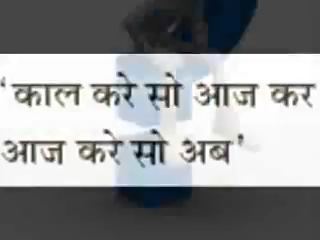 ‘काल करे सो आज कर
आज करे सो अब’